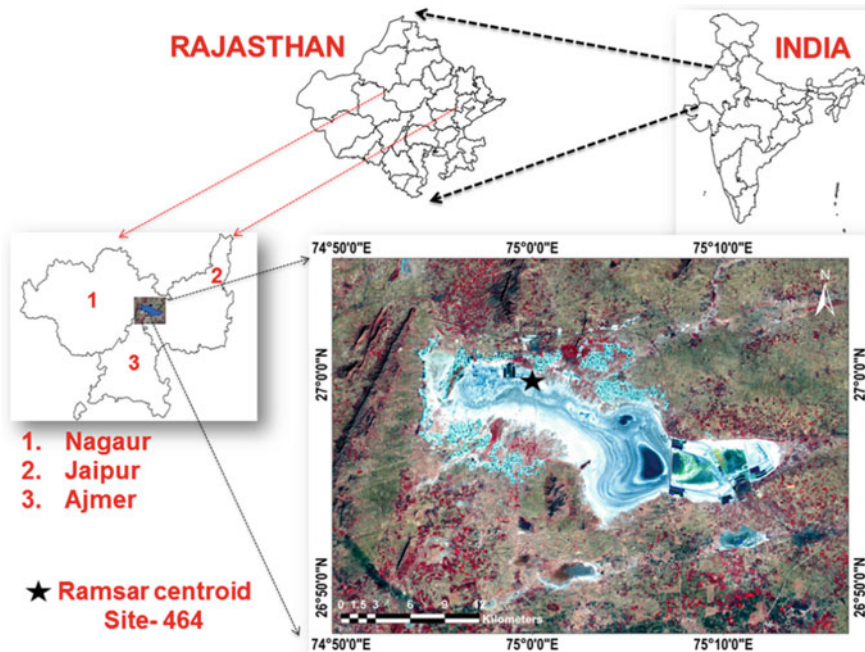 RAJASTHAN
INDIA
1
2
3
1. Nagaur
2. Jaipur
3. Ajmer
★ Ramsar centroid
Site- 464
74°50'0"E 75°0'0"E 75°10'0"E
N
27°0'0"N 27°0'0"N
26°50'0"N 26°50'0"N
0 1.5 3 6 9 12
Kilometers
74°50'0"E 75°0'0"E 75°10'0"E